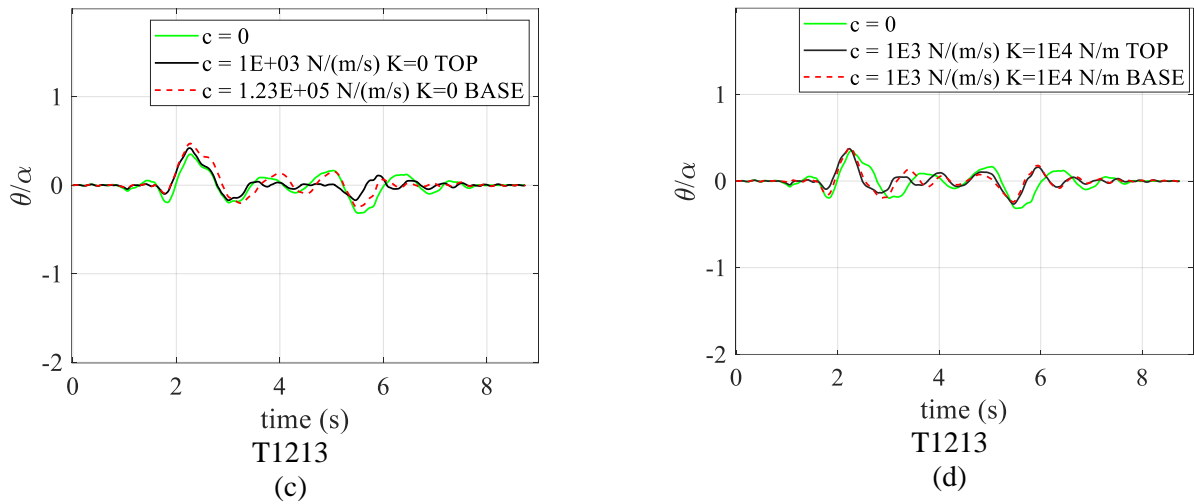 c = 0
c = 1E+03 N/(m/s) K=0 TOP
c = 1.23E+05 N/(m/s) K=0 BASE
1
0
-1
-2
θ/α
0
2
4
6
8
time (s)
T1213
(c)
c = 0
c = 1E3 N/(m/s) K=1E4 N/m TOP
c = 1E3 N/(m/s) K=1E4 N/m BASE
1
0
-1
-2
θ/α
0
2
4
6
8
time (s)
T1213
(d)